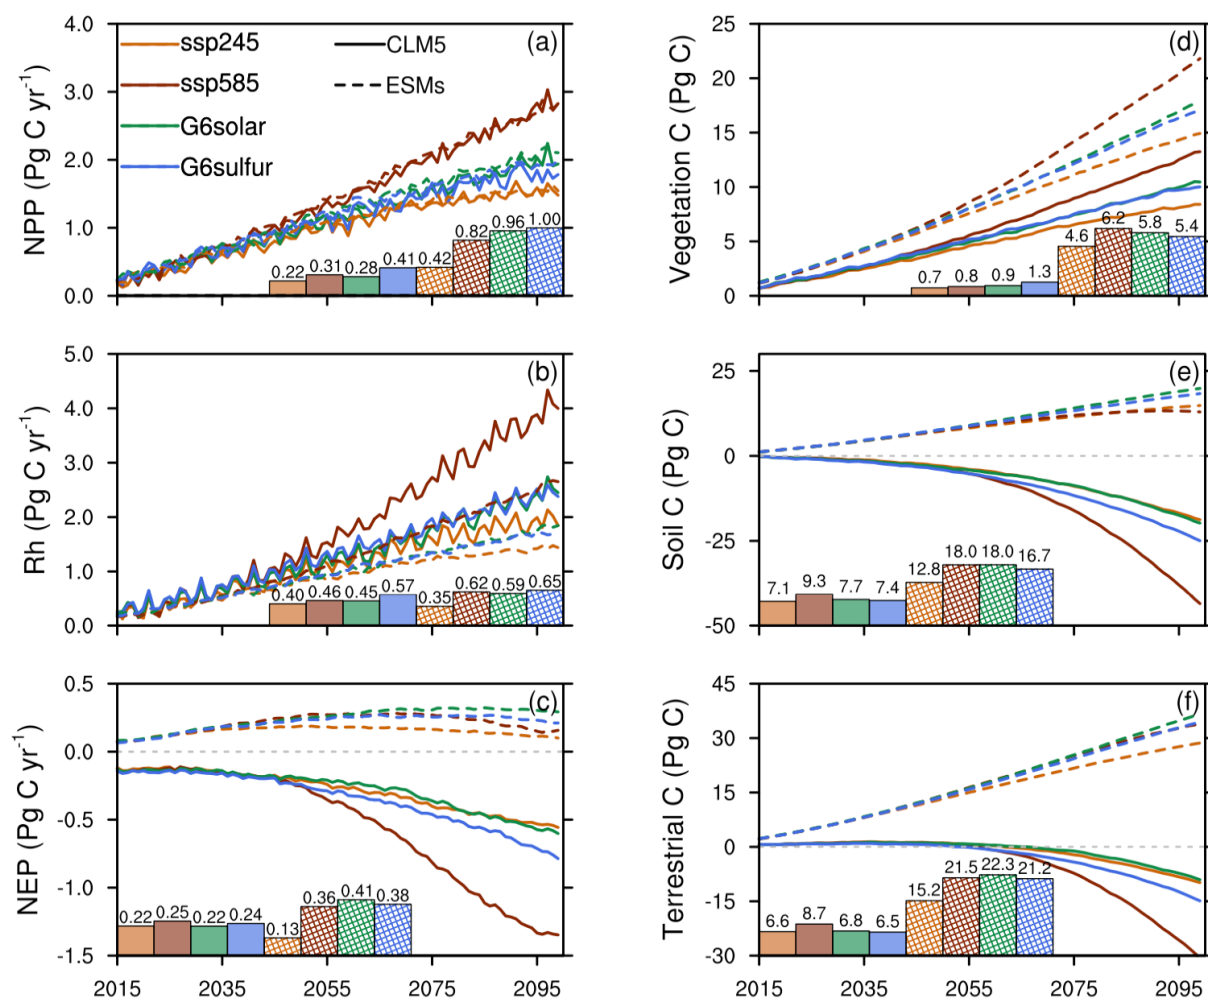 NPP (Pg C yr⁻¹)
4.0
3.0
2.0
1.0
0.0
ssp245
ssp585
G6solar
G6sulfur
CLM5
ESMs
(a)
0.22 0.31 0.28 0.41 0.42 0.82 0.96 1.00
Vegetation C (Pg C)
25
20
15
10
5
0
(d)
0.7 0.8 0.9 1.3 4.6 6.2 5.8 5.4
Rh (Pg C yr⁻¹)
5.0
4.0
3.0
2.0
1.0
0.0
(b)
0.40 0.46 0.45 0.57 0.35 0.62 0.59 0.65
Soil C (Pg C)
25
0
-25
-50
(e)
7.1 9.3 7.7 7.4 12.8 18.0 18.0 16.7
NEP (Pg C yr⁻¹)
0.5
0.0
-0.5
-1.0
-1.5
(c)
0.22 0.25 0.22 0.24 0.13 0.36 0.41 0.38
2015 2035 2055 2075 2095
Terrestrial C (Pg C)
45
30
15
0
-15
-30
(f)
6.6 8.7 6.8 6.5 15.2 21.5 22.3 21.2
2015 2035 2055 2075 2095